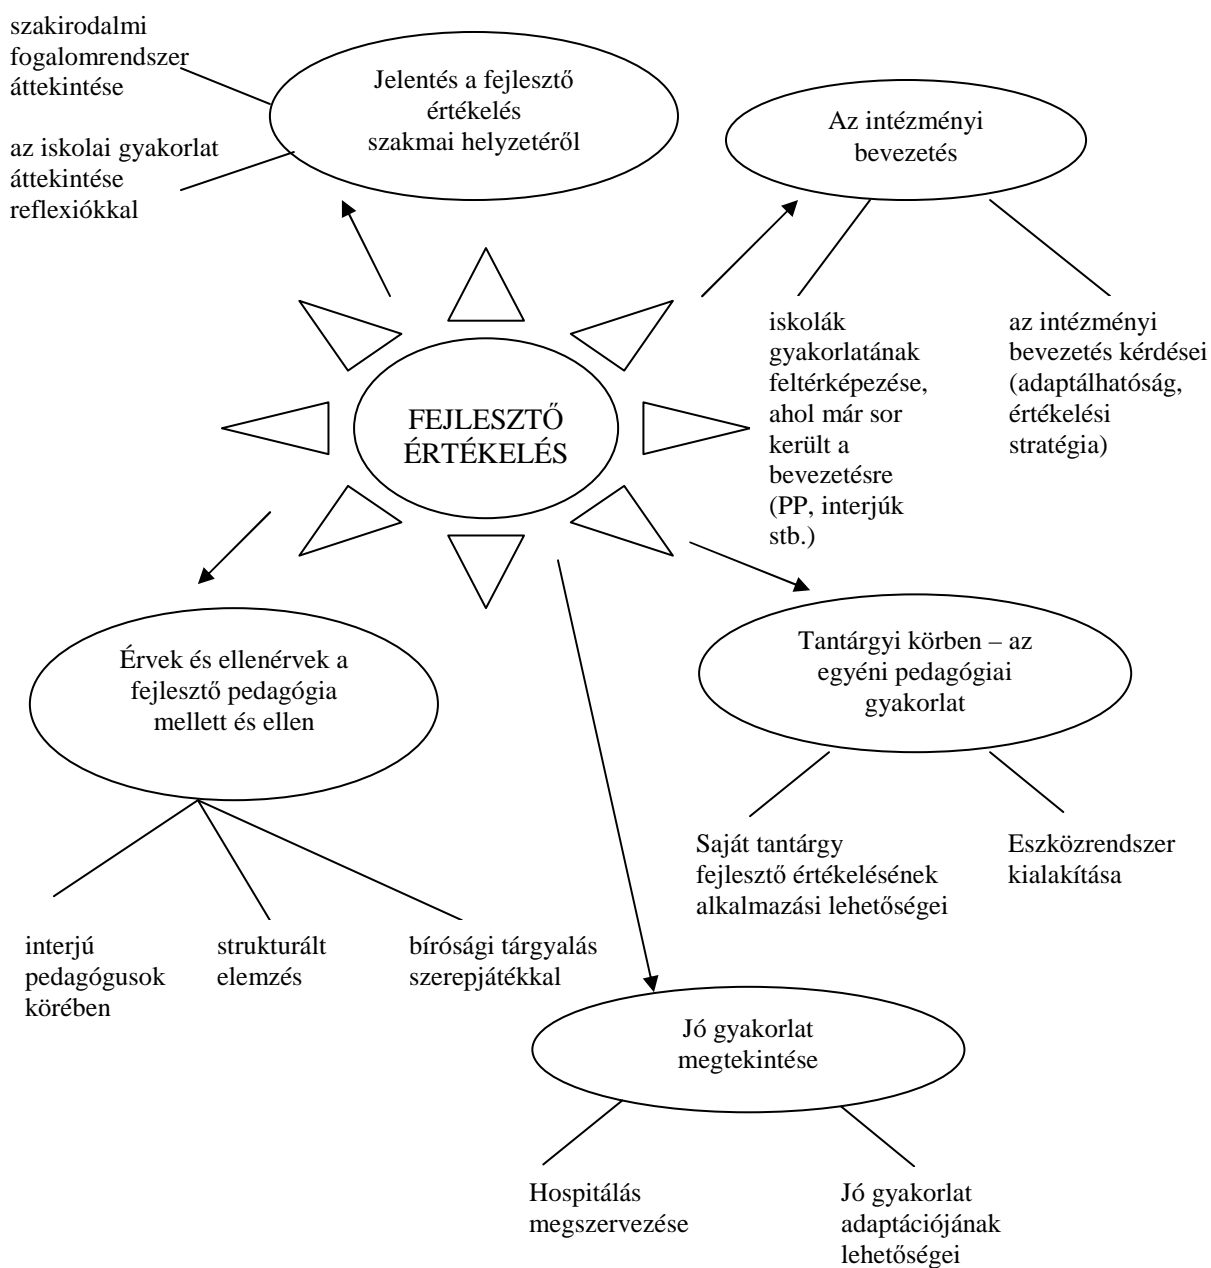 szakirodalmi
fogalomrendszer
áttekintése
az iskolai gyakorlat
áttekintése
reflexiókkal
Jelentés a fejlesztő
értékelés
szakmai helyzetéről
Az intézményi
bevezetés
iskolák
gyakorlatának
feltérképezése,
ahol már sor
került a
bevezetésre
(PP, interjúk
stb.)
az intézményi
bevezetés kérdései
(adaptálhatóság,
értékelési
stratégia)
FEJLESZTŐ
ÉRTÉKELÉS
Érvek és ellenérvek a
fejlesztő pedagógia
mellett és ellen
Tantárgyi körben – az
egyéni pedagógiai
gyakorlat
Saját tantárgy
fejlesztő értékelésének
alkalmazási lehetőségei
Eszközrendszer
kialakítása
interjú
pedagógusok
körében
strukturált
elemzés
bírósági tárgyalás
szerepjátékkal
Jó gyakorlat
megtekintése
Hospitálás
megszervezése
Jó gyakorlat
adaptációjának
lehetőségei